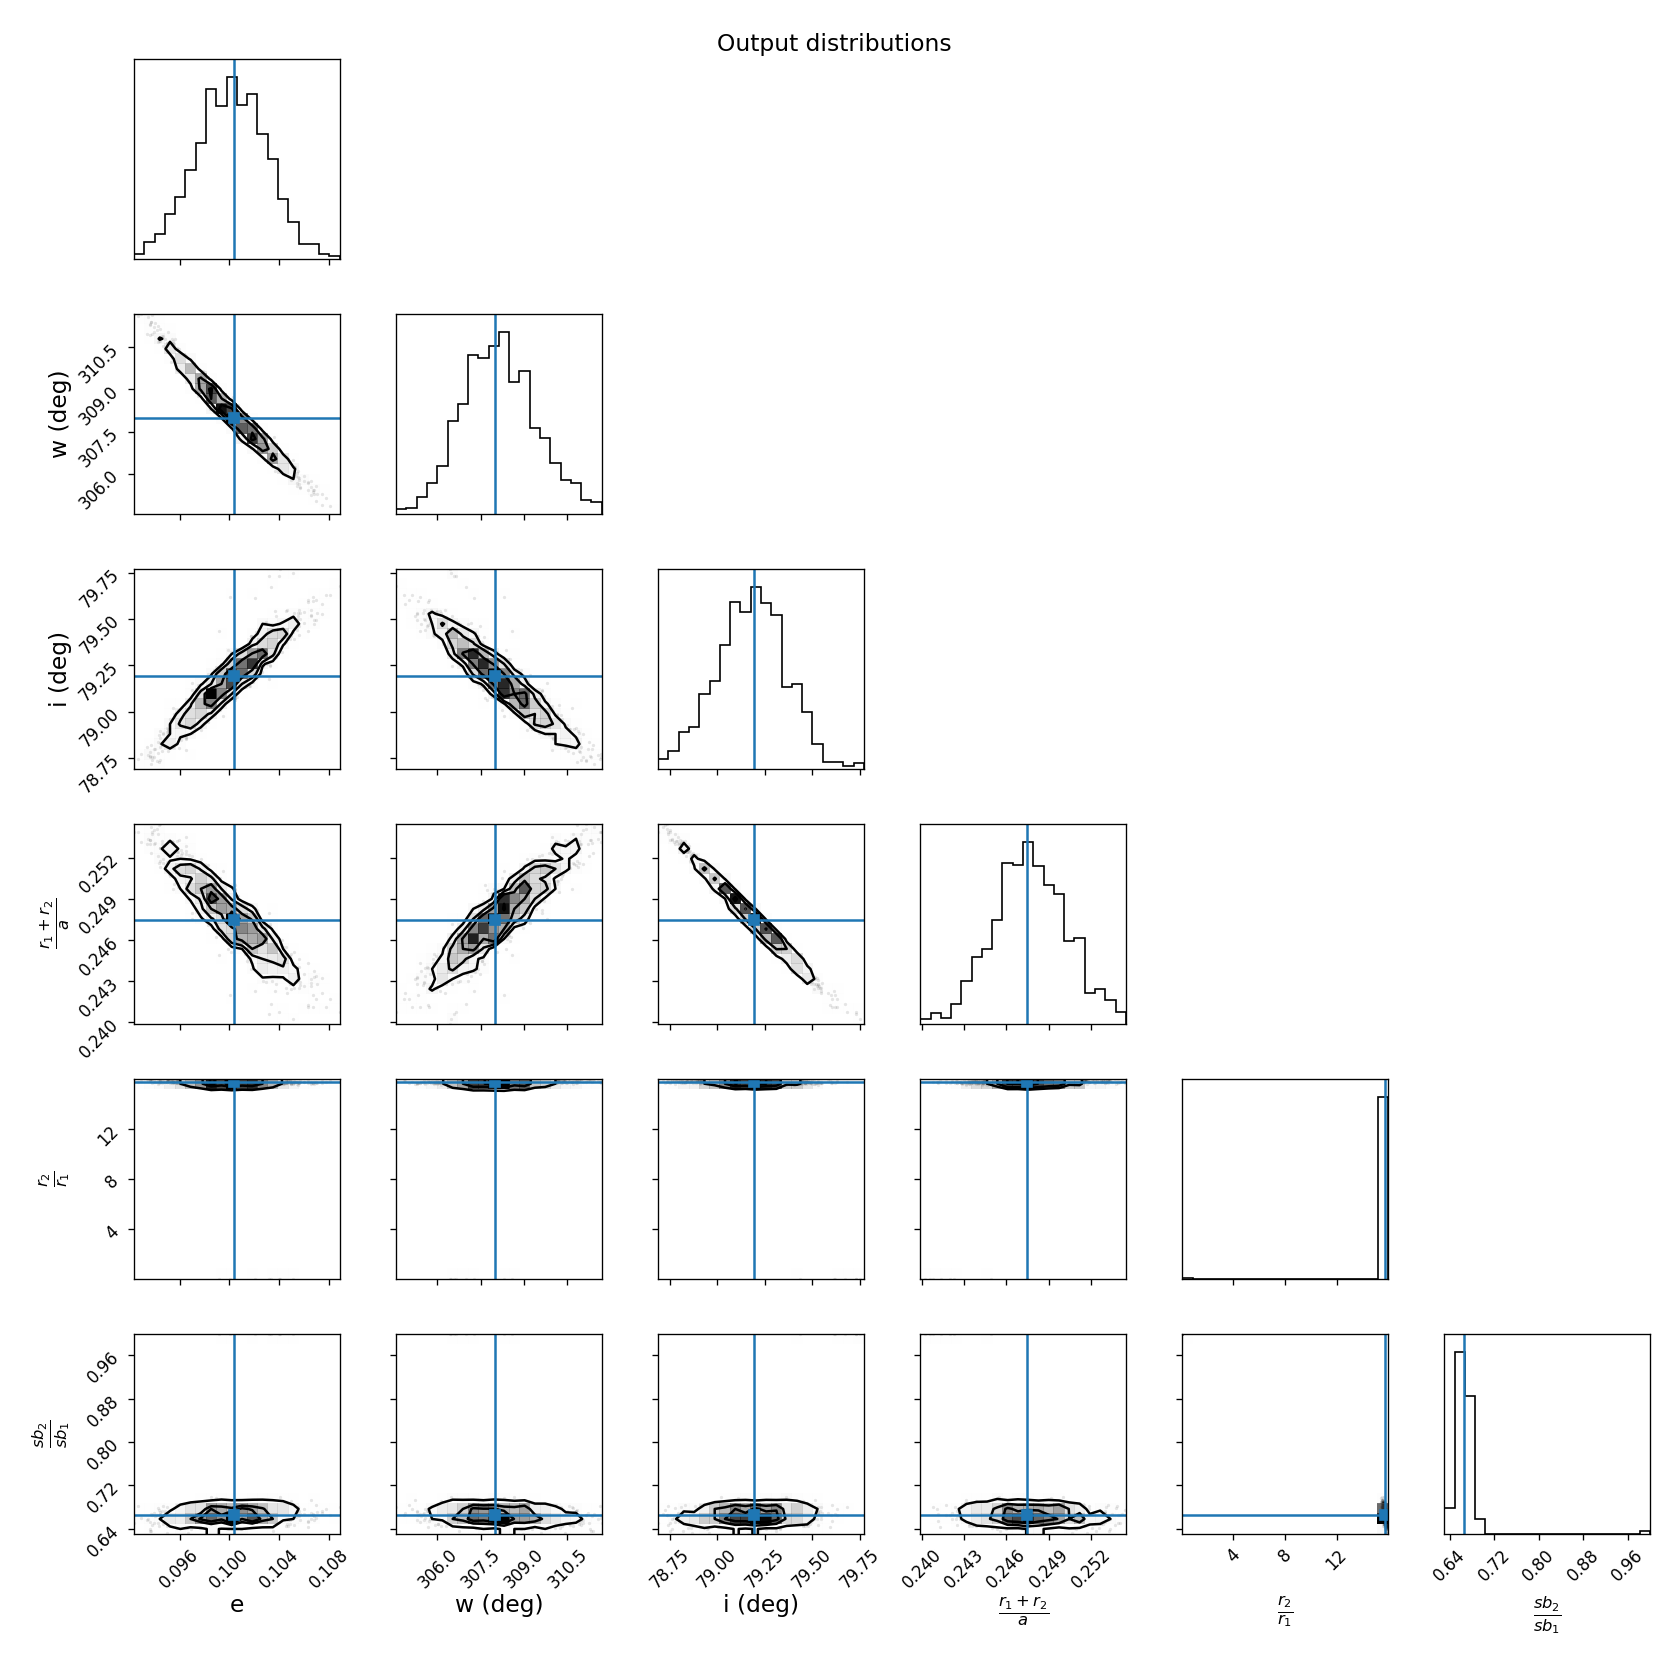 Output distributions
w (deg)
310.5
309.0
307.5
306.0
i (deg)
79.75
79.50
79.25
79.00
78.75
r₁ + r₂
a
0.252
0.249
0.246
0.243
0.240
r₂
r₁
12
8
4
sb₂
sb₁
0.96
0.88
0.80
0.72
0.64
0.096 0.100 0.104 0.108
306.0 307.5 309.0 310.5
78.75 79.00 79.25 79.50 79.75
0.240 0.243 0.246 0.249 0.252
4 8 12
0.64 0.72 0.80 0.88 0.96
e
w (deg)
i (deg)
r₁ + r₂
a
r₂
r₁
sb₂
sb₁